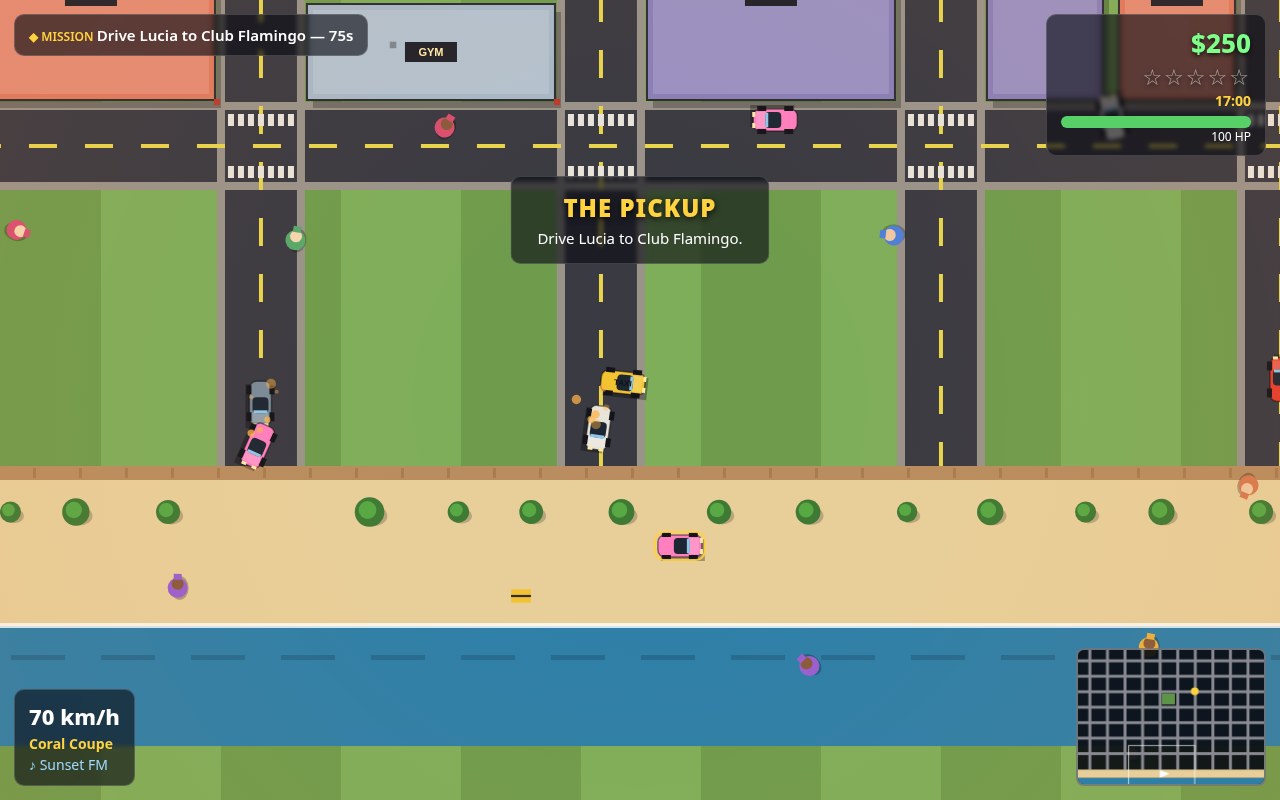 ◆ MISSION Drive Lucia to Club Flamingo — 75s
GYM
$250
☆☆☆☆☆
17:00
100 HP
THE PICKUP
Drive Lucia to Club Flamingo.
70 km/h
Coral Coupe
♪ Sunset FM